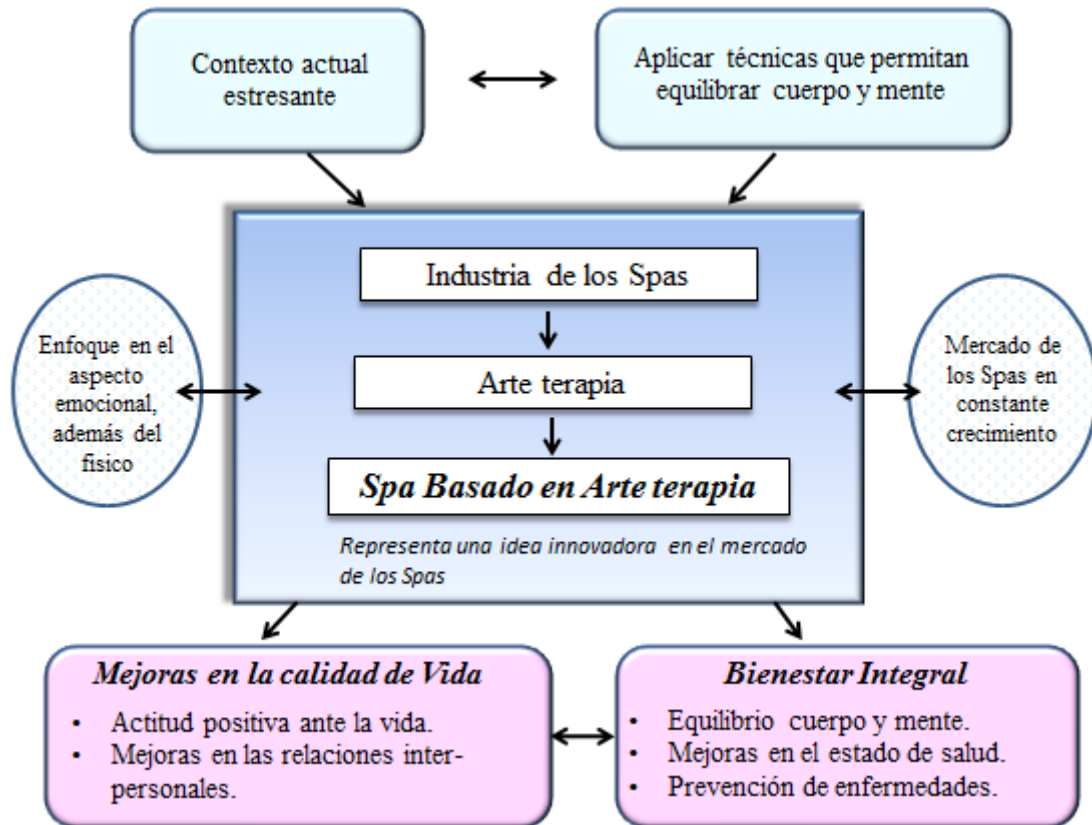 Contexto actual
estresante
Aplicar técnicas que permitan
equilibrar cuerpo y mente
Industria de los Spas
Enfoque en el
aspecto
emocional,
además del
fisico
Arte terapia
Mercado de
los Spas en
constante
crecimiento
Spa Basado en Arte terapia
Representa una idea innovadora en el mercado
de los Spas
Mejoras en la calidad de Vida
• Actitud positiva ante la vida.
• Mejoras en las relaciones inter-
personales.
Bienestar Integral
• Equilibrio cuerpo y mente.
• Mejoras en el estado de salud.
• Prevención de enfermedades.